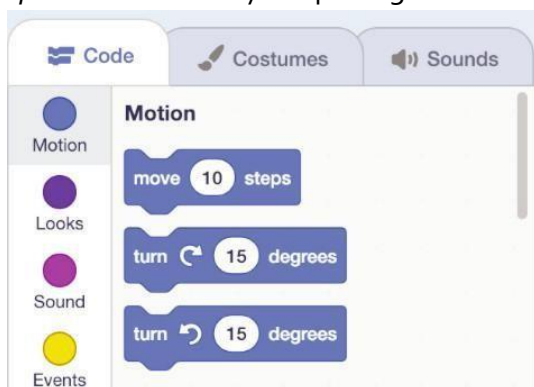 Code Costumes Sounds
Motion
Motion
move 10 steps
Looks
turn 15 degrees
Sound
turn 15 degrees
Events